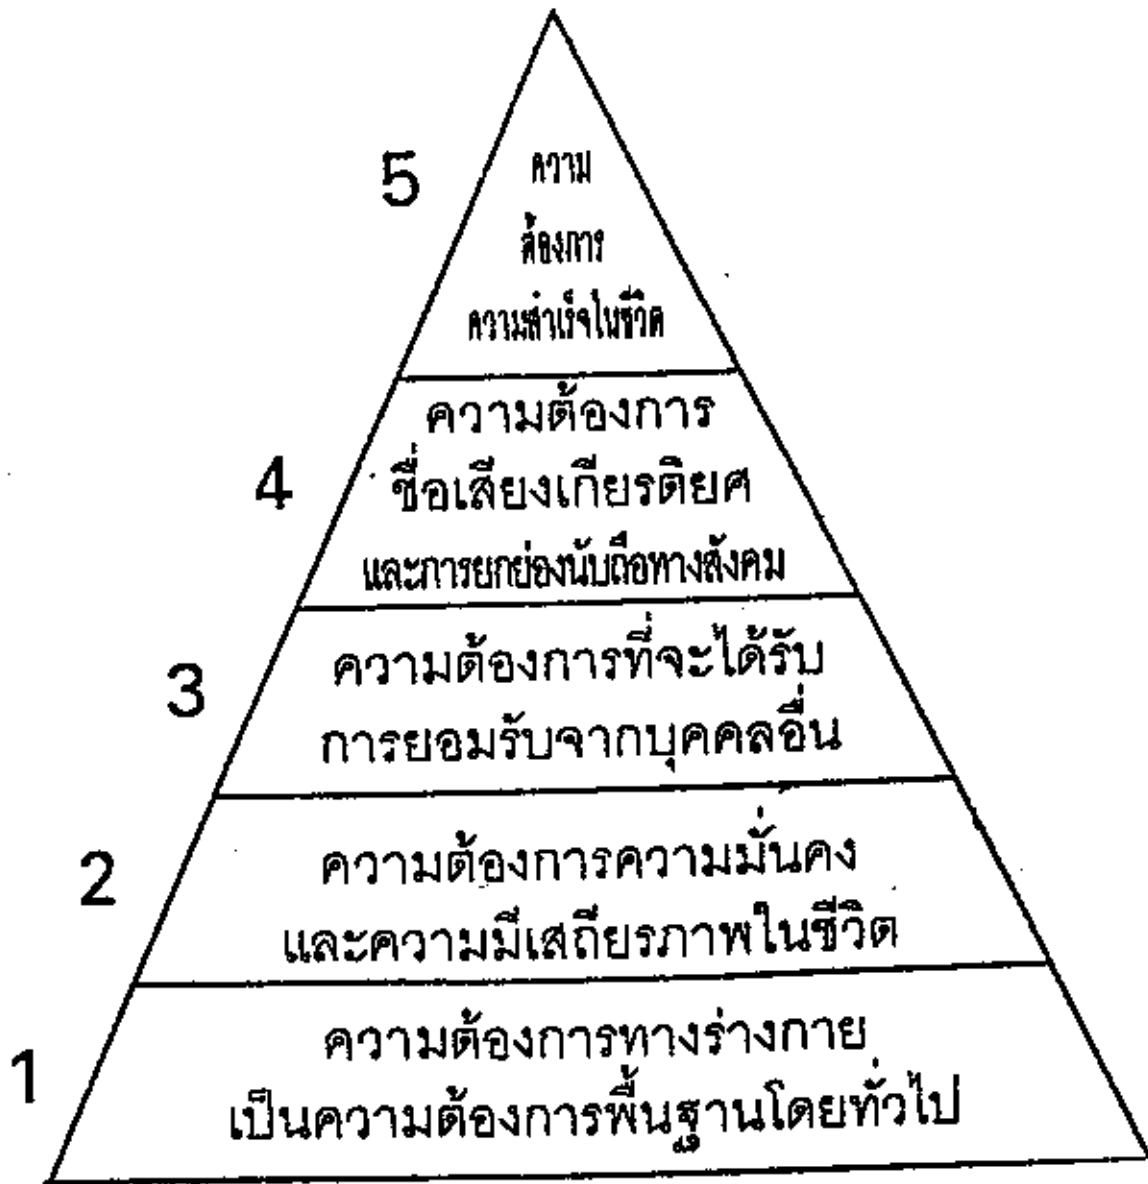 5
ความ
ต้องการ
ความสำเร็จในชีวิต
4
ความต้องการ
ชื่อเสียงเกียรติยศ
และการยกย่องนับถือทางสังคม
3
ความต้องการที่จะได้รับ
การยอมรับจากบุคคลอื่น
2
ความต้องการความมั่นคง
และความมีเสถียรภาพในชีวิต
1
ความต้องการทางร่างกาย
เป็นความต้องการพื้นฐานโดยทั่วไป